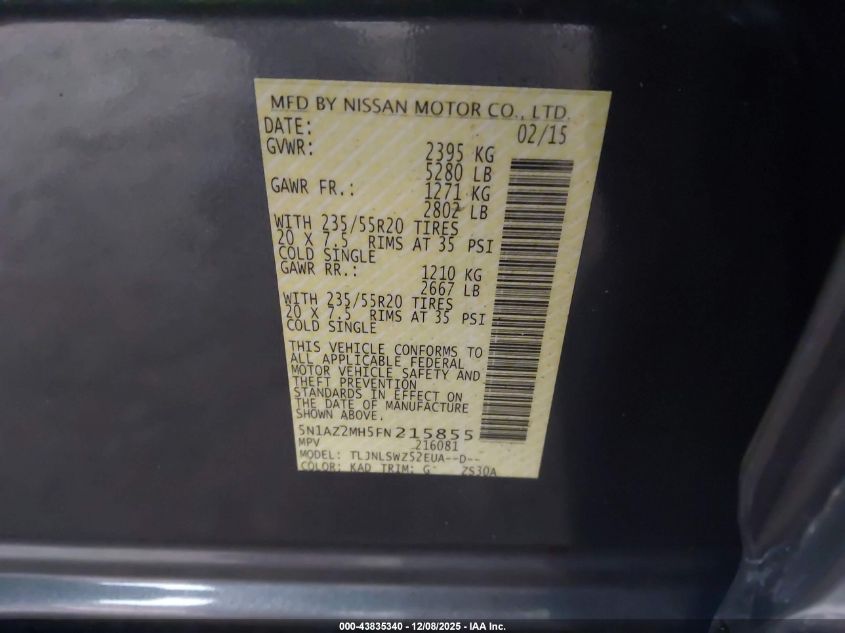 MFD BY NISSAN MOTOR CO., LTD.
DATE: 02/15
GVWR: 2395 KG
5280 LB
GAWR FR.: 1271 KG
2802 LB
WITH 235/55R20 TIRES
20 X 7.5 RIMS AT 35 PSI
COLD SINGLE
GAWR RR.: 1210 KG
2667 LB
WITH 235/55R20 TIRES
20 X 7.5 RIMS AT 35 PSI
COLD SINGLE
THIS VEHICLE CONFORMS TO
ALL APPLICABLE FEDERAL
MOTOR VEHICLE SAFETY AND
THEFT PREVENTION
STANDARDS IN EFFECT ON
THE DATE OF MANUFACTURE
SHOWN ABOVE.
5N1AZ2MH5FN215855
MPV 216081
MODEL: TLJNLSWZ52EUA--D--
COLOR: KAD TRIM: G ZS30A
000-43835340 - 12/08/2025 - IAA Inc.